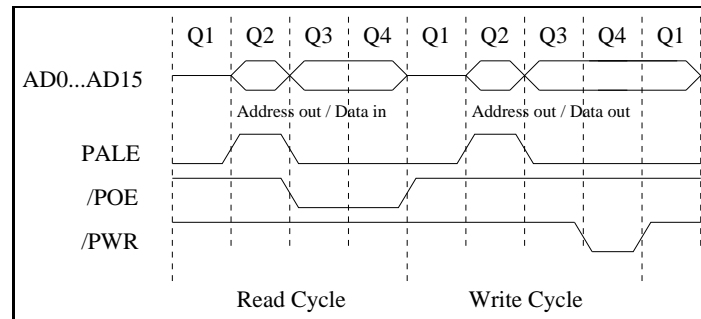 Q1 Q2 Q3 Q4 Q1 Q2 Q3 Q4 Q1
AD0...AD15
Address out / Data in Address out / Data out
PALE
/POE
/PWR
Read Cycle Write Cycle